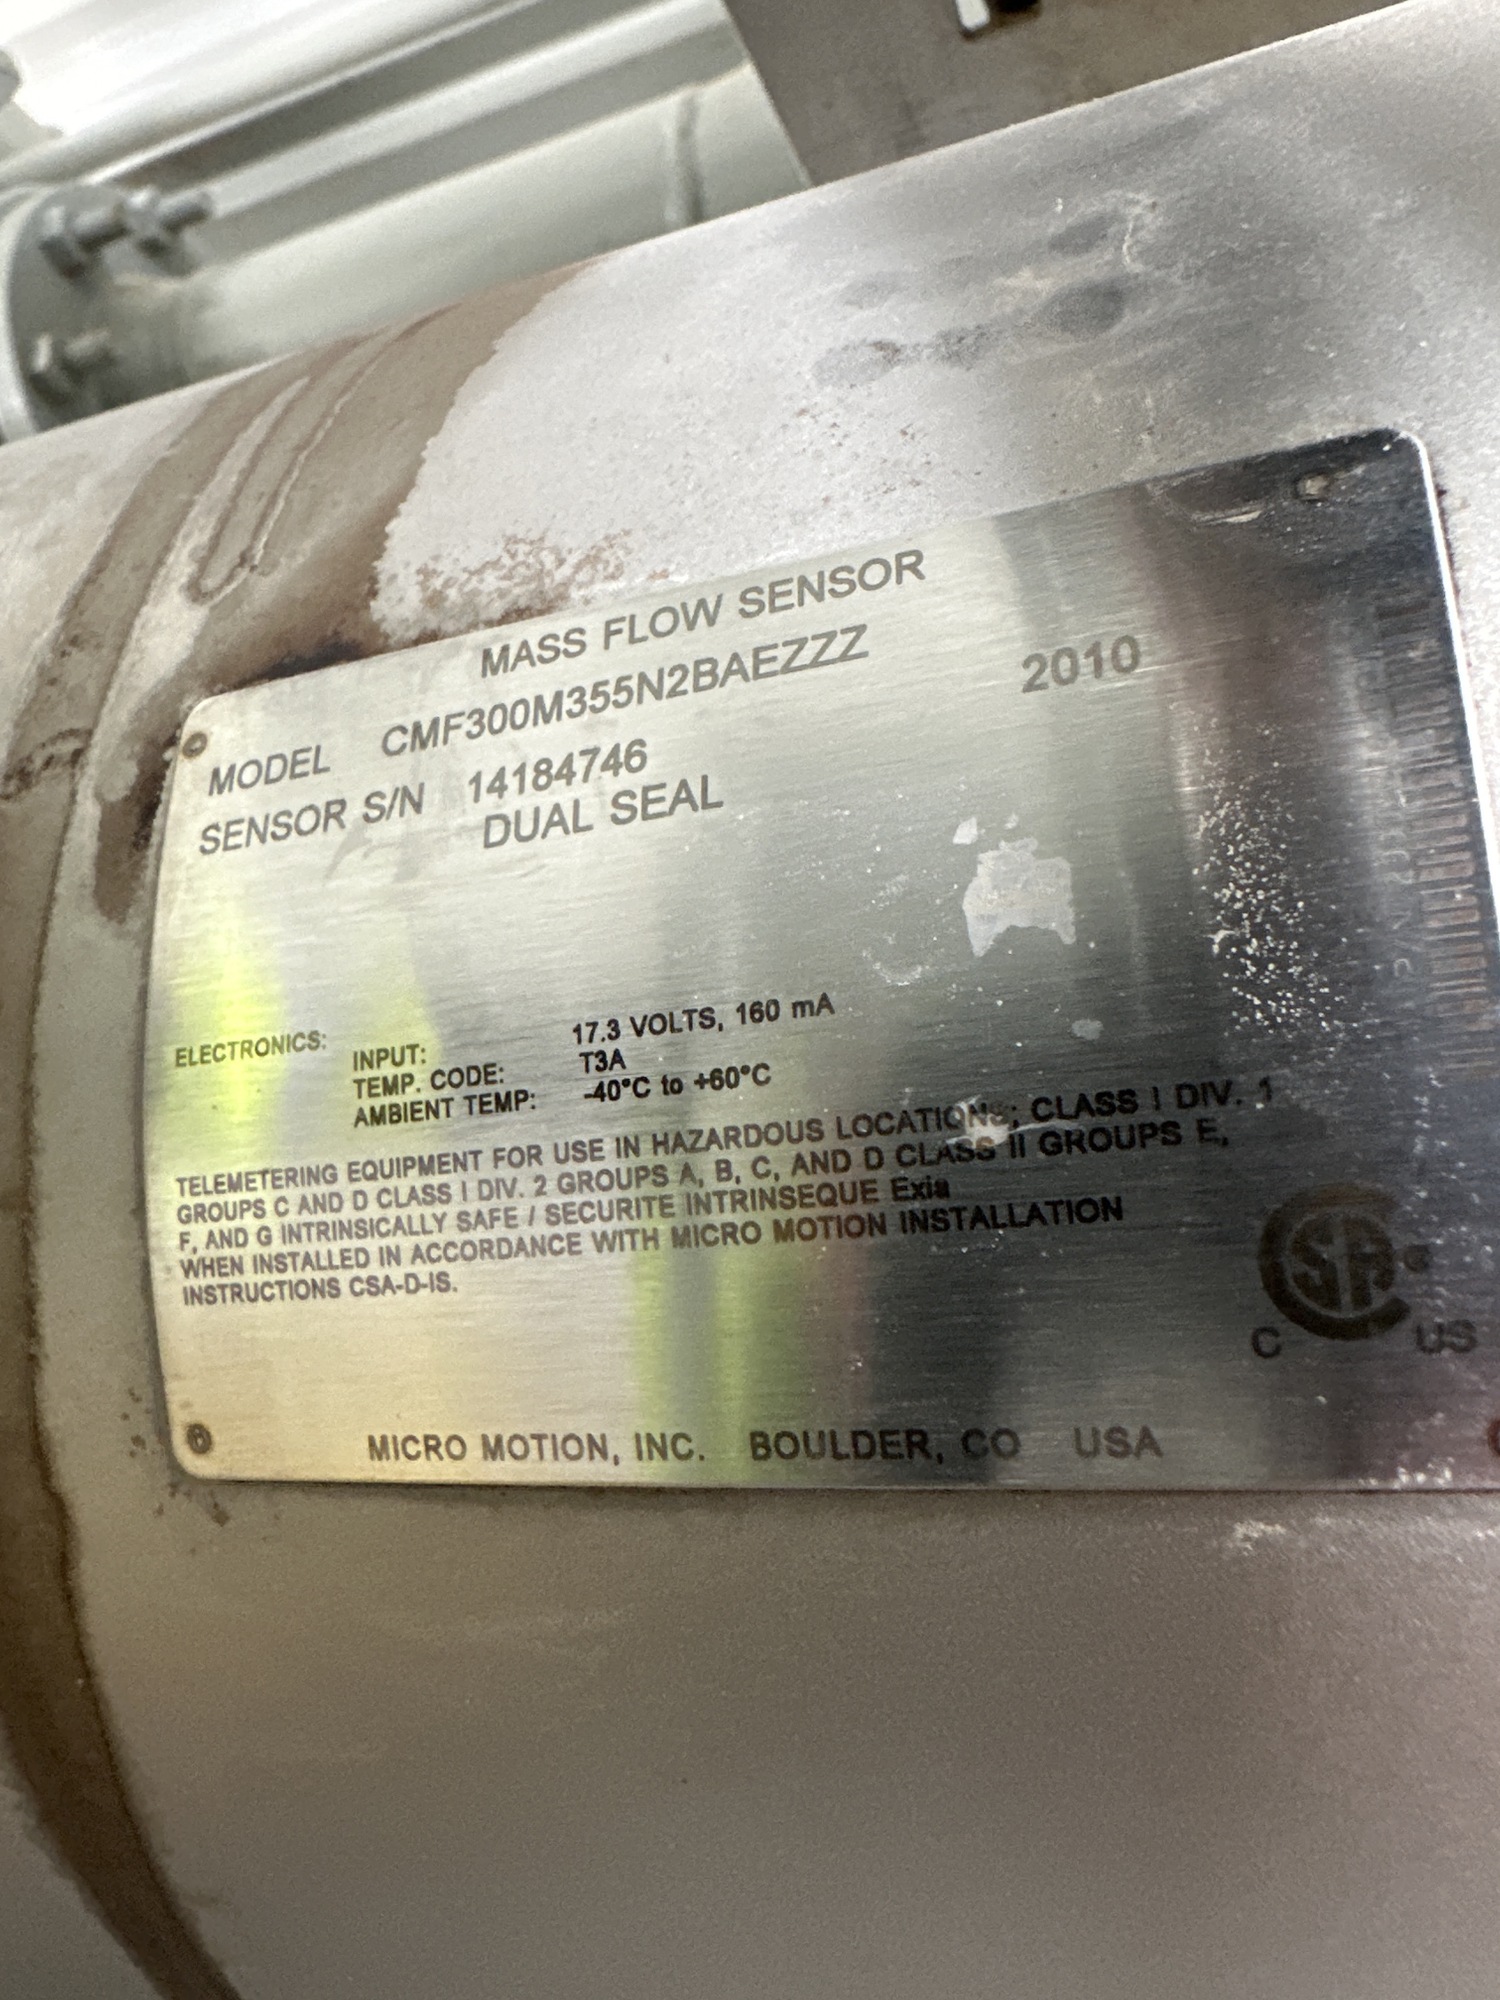 MASS FLOW SENSOR
MODEL CMF300M355N2BAEZZZ 2010
SENSOR S/N 14184746
DUAL SEAL
ELECTRONICS:
INPUT: 17.3 VOLTS, 160 mA
TEMP. CODE: T3A
AMBIENT TEMP: -40°C to +60°C
TELEMETERING EQUIPMENT FOR USE IN HAZARDOUS LOCATIONS; CLASS I DIV. 1
GROUPS C AND D CLASS I DIV. 2 GROUPS A, B, C, AND D CLASS II GROUPS E,
F, AND G INTRINSICALLY SAFE / SECURITE INTRINSEQUE Exia
WHEN INSTALLED IN ACCORDANCE WITH MICRO MOTION INSTALLATION
INSTRUCTIONS CSA-D-IS.
CSA®
C US
MICRO MOTION, INC. BOULDER, CO USA